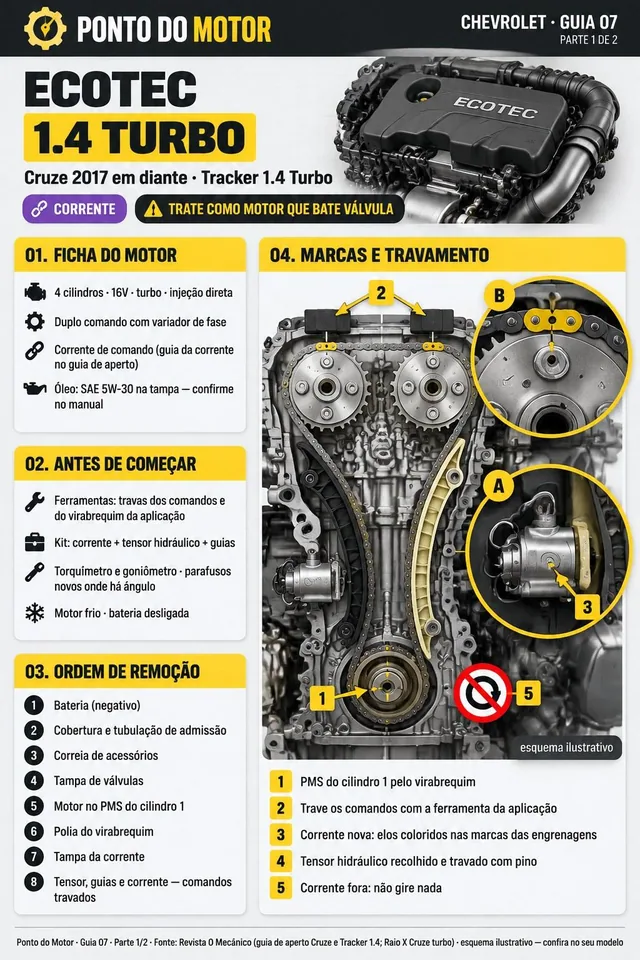 PONTO DO MOTOR
CHEVROLET · GUIA 07
PARTE 1 DE 2
ECOTEC
1.4 TURBO
Cruze 2017 em diante · Tracker 1.4 Turbo
CORRENTE
TRATE COMO MOTOR QUE BATE VÁLVULA
ECOTEC
01. FICHA DO MOTOR
4 cilindros · 16V · turbo · injeção direta
Duplo comando com variador de fase
Corrente de comando (guia da corrente
no guia de aperto)
Óleo: SAE 5W-30 na tampa — confirme
no manual
02. ANTES DE COMEÇAR
Ferramentas: travas dos comandos e
do virabrequim da aplicação
Kit: corrente + tensor hidráulico + guias
Torquímetro e goniômetro · parafusos
novos onde há ângulo
Motor frio · bateria desligada
03. ORDEM DE REMOÇÃO
1 Bateria (negativo)
2 Cobertura e tubulação de admissão
3 Correia de acessórios
4 Tampa de válvulas
5 Motor no PMS do cilindro 1
6 Polia do virabrequim
7 Tampa da corrente
8 Tensor, guias e corrente — comandos
travados
04. MARCAS E TRAVAMENTO
2
B
A
3
1
5
esquema ilustrativo
1 PMS do cilindro 1 pelo virabrequim
2 Trave os comandos com a ferramenta da aplicação
3 Corrente nova: elos coloridos nas marcas das engrenagens
4 Tensor hidráulico recolhido e travado com pino
5 Corrente fora: não gire nada
Ponto do Motor · Guia 07 · Parte 1/2 · Fonte: Revista O Mecânico (guia de aperto Cruze e Tracker 1.4; Raio X Cruze turbo) · esquema ilustrativo — confira no seu modelo